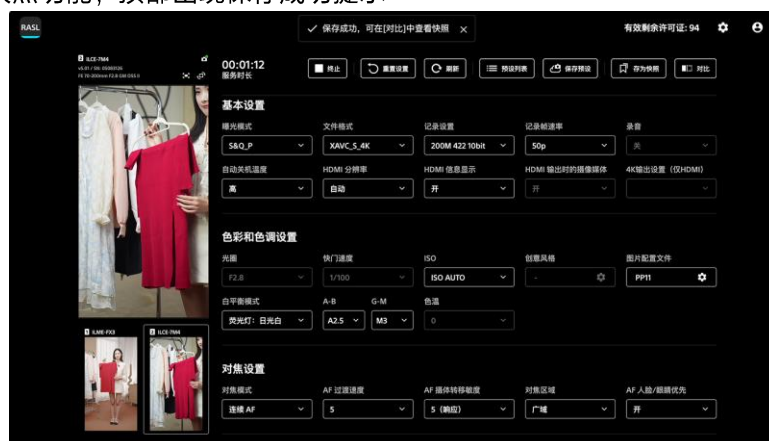 RASL
✓ 保存成功，可在[对比]中查看快照 ×
有效剩余许可证: 94
2 ILCE-7M4
FE 70-200mm F2.8 GM OSS II
00:01:12
服务时长
终止
重置设置
刷新
预设列表
保存预设
存为快照
对比
基本设置
曝光模式 文件格式 记录设置 记录帧速率 录音
S&Q_P XAVC_S_4K 200M 422 10bit 50p 关
自动关机温度 HDMI 分辨率 HDMI 信息显示 HDMI 输出时的摄像媒体 4K输出设置（仅HDMI）
高 自动 开 开
色彩和色调设置
光圈 快门速度 ISO 创意风格 图片配置文件
F2.8 1/100 ISO AUTO - PP11
白平衡模式 A-B G-M 色温
荧光灯：日光白 A2.5 M3 0
1 ILME-FX3
2 ILCE-7M4
对焦设置
对焦模式 AF 过渡速度 AF 摄体转移敏度 对焦区域 AF 人脸/眼睛优先
连续 AF 5 5（响应） 广域 开